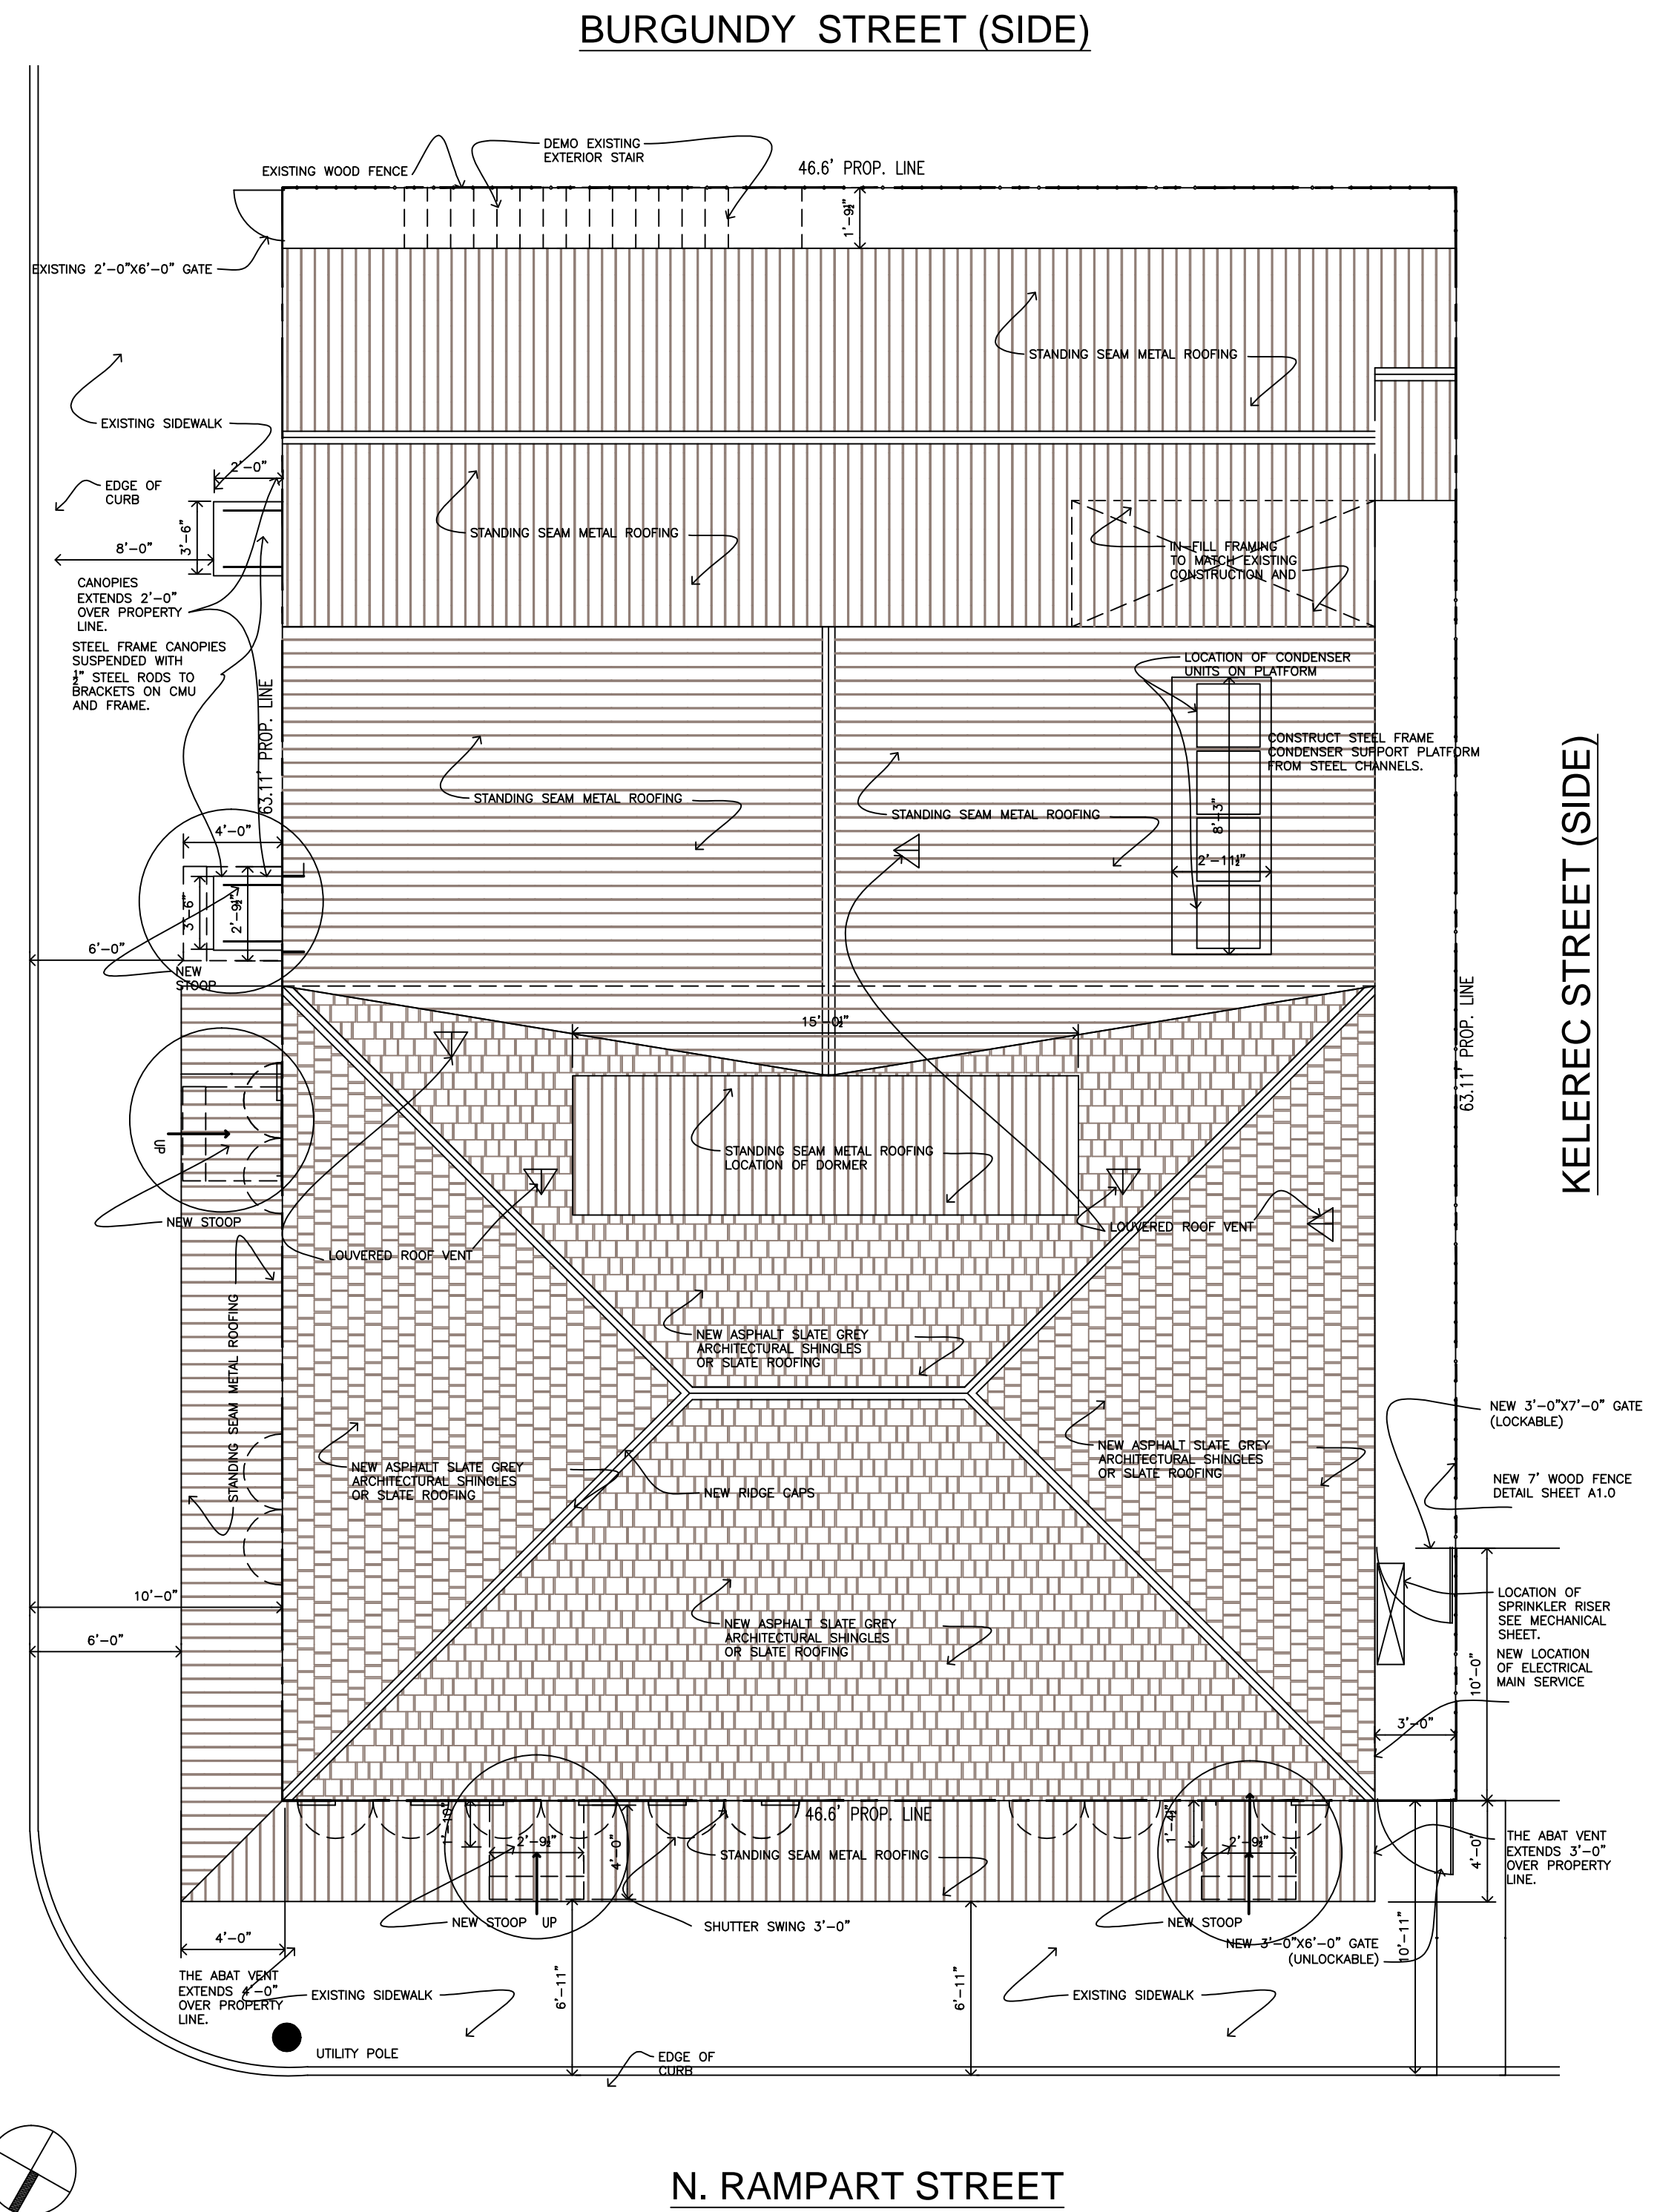 BURGUNDY STREET (SIDE)
DEMO EXISTING
EXTERIOR STAIR
EXISTING WOOD FENCE
46.6' PROP. LINE
1'-9½"
EXISTING 2'-0"X6'-0" GATE
STANDING SEAM METAL ROOFING
EXISTING SIDEWALK
2'-0"
EDGE OF
CURB
3'-6"
8'-0"
STANDING SEAM METAL ROOFING
IN-FILL FRAMING
TO MATCH EXISTING
CONSTRUCTION AND
CANOPIES
EXTENDS 2'-0"
OVER PROPERTY
LINE.
STEEL FRAME CANOPIES
SUSPENDED WITH
½" STEEL RODS TO
BRACKETS ON CMU
AND FRAME.
63.11' PROP. LINE
LOCATION OF CONDENSER
UNITS ON PLATFORM
CONSTRUCT STEEL FRAME
CONDENSER SUPPORT PLATFORM
FROM STEEL CHANNELS.
KELEREC STREET (SIDE)
STANDING SEAM METAL ROOFING
STANDING SEAM METAL ROOFING
8'-3"
2'-11½"
4'-0"
3'-6"
2'-9½"
6'-0"
NEW
STOOP
15'-0½"
63.11' PROP. LINE
UP
STANDING SEAM METAL ROOFING
LOCATION OF DORMER
NEW STOOP
LOUVERED ROOF VENT
LOUVERED ROOF VENT
STANDING SEAM METAL ROOFING
NEW ASPHALT SLATE GREY
ARCHITECTURAL SHINGLES
OR SLATE ROOFING
NEW 3'-0"X7'-0" GATE
(LOCKABLE)
NEW ASPHALT SLATE GREY
ARCHITECTURAL SHINGLES
OR SLATE ROOFING
NEW ASPHALT SLATE GREY
ARCHITECTURAL SHINGLES
OR SLATE ROOFING
NEW RIDGE CAPS
NEW 7' WOOD FENCE
DETAIL SHEET A1.0
10'-0"
6'-0"
NEW ASPHALT SLATE GREY
ARCHITECTURAL SHINGLES
OR SLATE ROOFING
LOCATION OF
SPRINKLER RISER
SEE MECHANICAL
SHEET.
NEW LOCATION
OF ELECTRICAL
MAIN SERVICE
10'-0"
3'-0"
46.6' PROP. LINE
1'-10"
2'-9½"
4'-0"
STANDING SEAM METAL ROOFING
1'-4½"
2'-9½"
4'-0"
THE ABAT VENT
EXTENDS 3'-0"
OVER PROPERTY
LINE.
NEW STOOP
UP
SHUTTER SWING 3'-0"
NEW STOOP
4'-0"
NEW 3'-0"X6'-0" GATE
(UNLOCKABLE)
10'-11"
THE ABAT VENT
EXTENDS 4'-0"
OVER PROPERTY
LINE.
EXISTING SIDEWALK
6'-11"
6'-11"
EXISTING SIDEWALK
UTILITY POLE
EDGE OF
CURB
N. RAMPART STREET